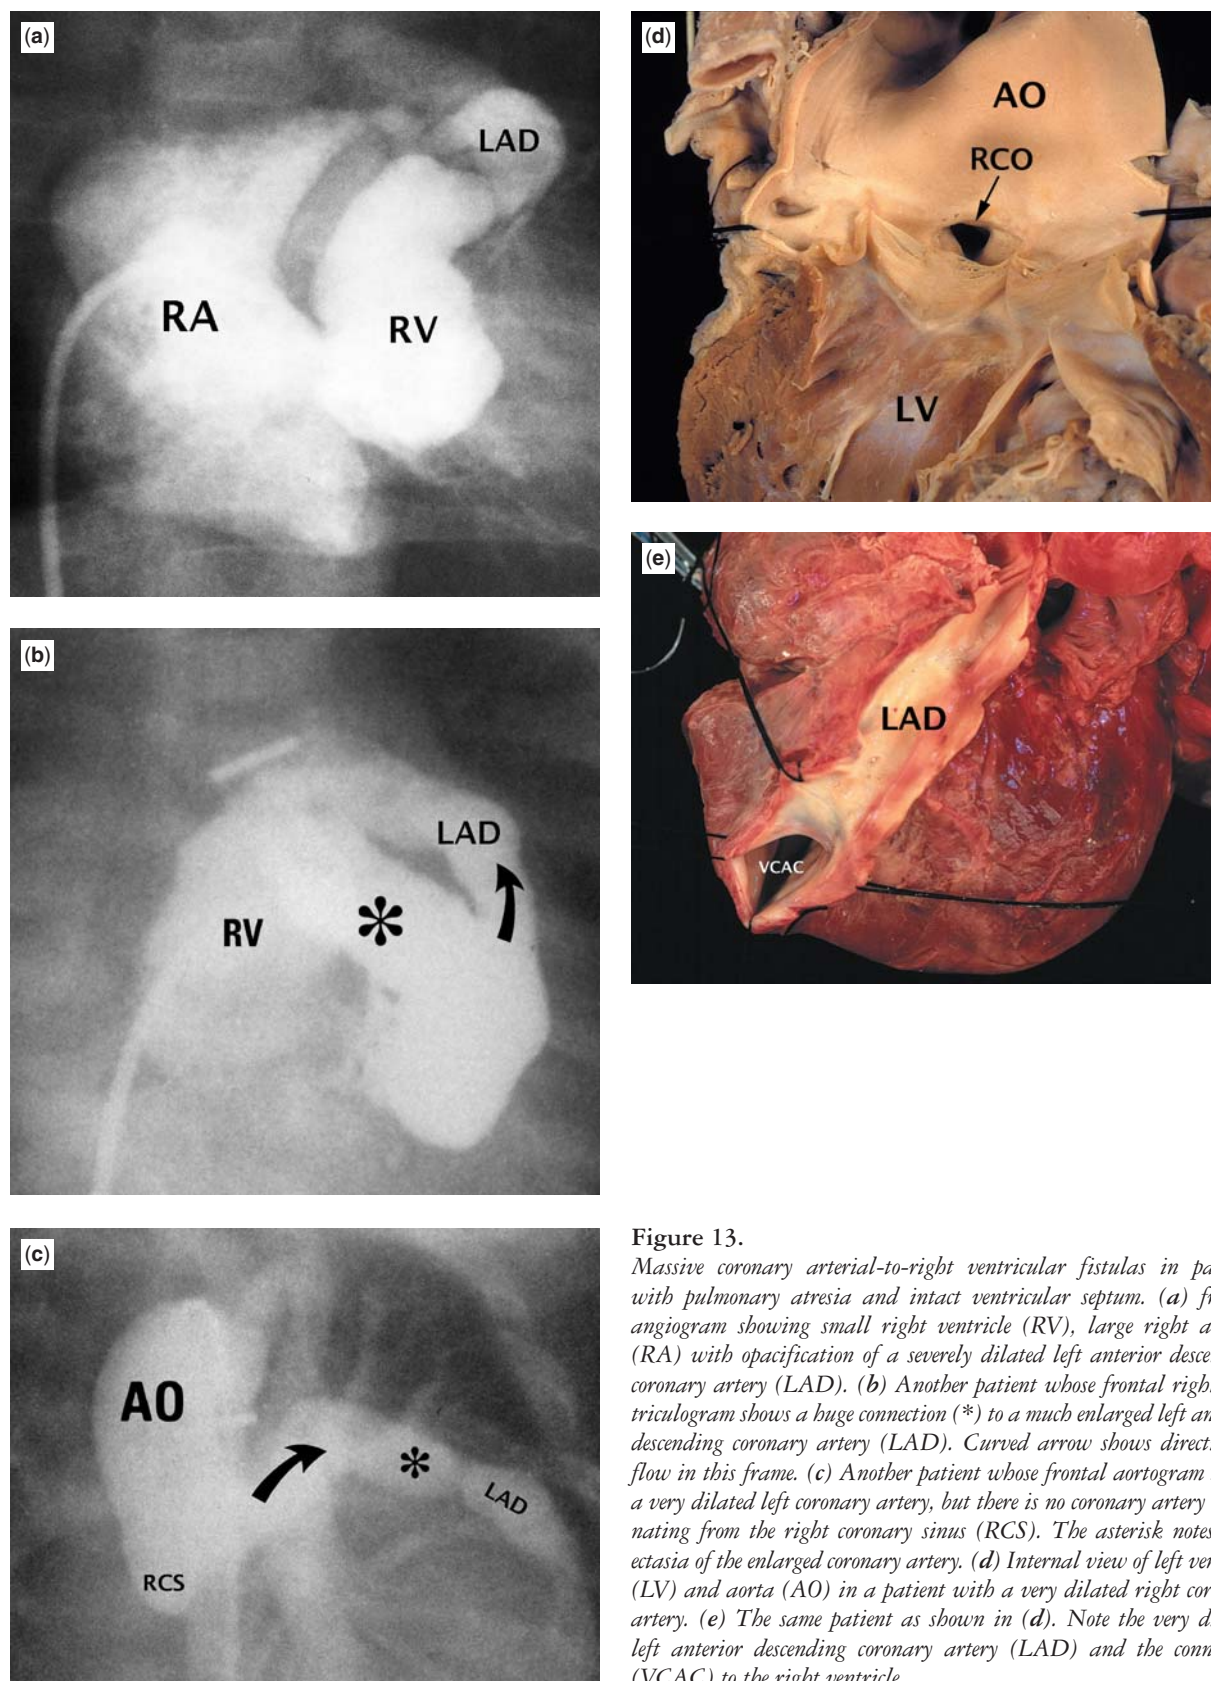 (a)
LAD
RA
RV
(b)
LAD
RV
*
(c)
AO
*
LAD
RCS
(d)
AO
RCO
LV
(e)
LAD
VCAC
Figure 13.
Massive coronary arterial-to-right ventricular fistulas in pa
with pulmonary atresia and intact ventricular septum. (a) fr
angiogram showing small right ventricle (RV), large right a
(RA) with opacification of a severely dilated left anterior desce
coronary artery (LAD). (b) Another patient whose frontal right
triculogram shows a huge connection (*) to a much enlarged left an
descending coronary artery (LAD). Curved arrow shows direct
flow in this frame. (c) Another patient whose frontal aortogram
a very dilated left coronary artery, but there is no coronary artery
nating from the right coronary sinus (RCS). The asterisk notes
ectasia of the enlarged coronary artery. (d) Internal view of left ven
(LV) and aorta (AO) in a patient with a very dilated right cor
artery. (e) The same patient as shown in (d). Note the very d
left anterior descending coronary artery (LAD) and the conn
(VCAC) to the right ventricle